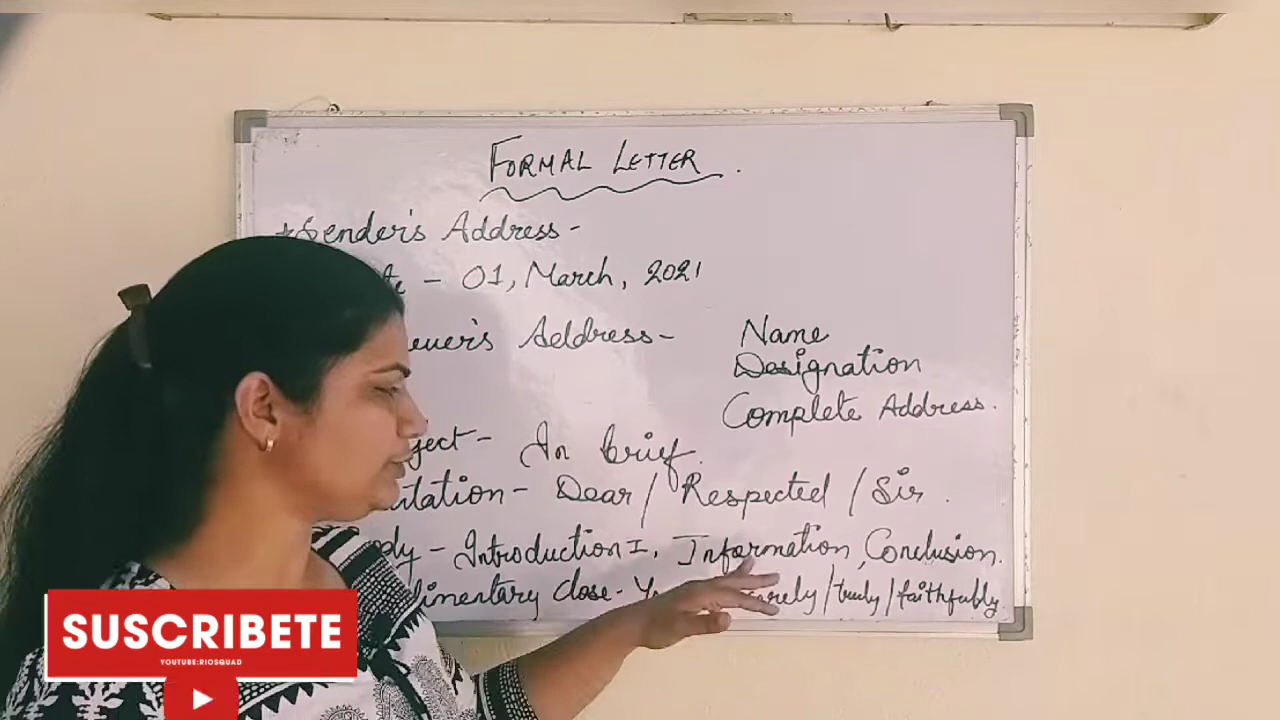 FORMAL LETTER.
* Sender's Address -
- 01, March, 2021
Address - Name
Designation
Complete Address.
- In brief.
- Dear / Respected / Sir.
- Introduction I, Information, Conclusion.
Close - / truly / faithfully
SUSCRIBETE
YOUTUBE:RIOSQUAD